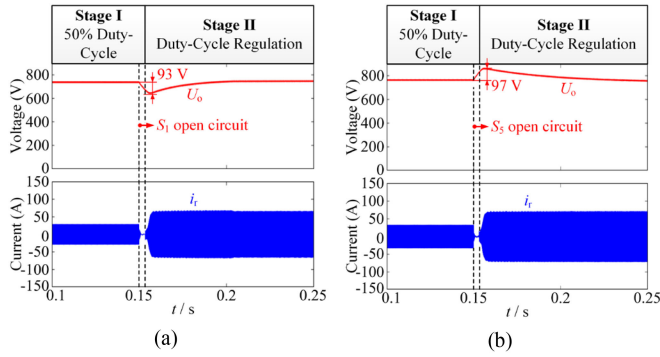 Stage I
50% Duty-
Cycle
Stage II
Duty-Cycle Regulation
Voltage (V)
800
600
400
200
0
93 V
Uo
S1 open circuit
Current (A)
150
100
50
0
-50
-100
-150
ir
0.1
0.15
0.2
0.25
t / s
(a)
Stage I
50% Duty-
Cycle
Stage II
Duty-Cycle Regulation
Voltage (V)
800
600
400
200
0
97 V
Uo
S5 open circuit
Current (A)
150
100
50
0
-50
-100
-150
ir
0.1
0.15
0.2
0.25
t / s
(b)